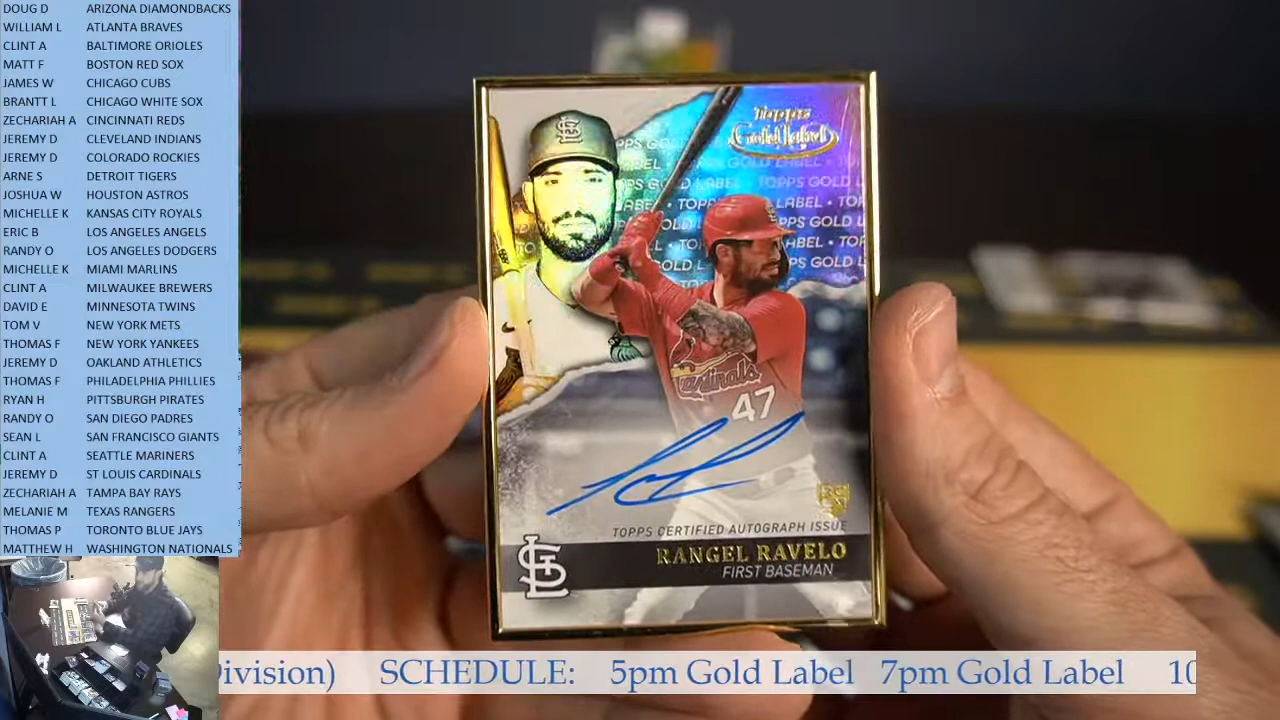 DOUG D ARIZONA DIAMONDBACKS
WILLIAM L ATLANTA BRAVES
CLINT A BALTIMORE ORIOLES
MATT F BOSTON RED SOX
JAMES W CHICAGO CUBS
BRANTT L CHICAGO WHITE SOX
ZECHARIAH A CINCINNATI REDS
JEREMY D CLEVELAND INDIANS
JEREMY D COLORADO ROCKIES
ARNE S DETROIT TIGERS
JOSHUA W HOUSTON ASTROS
MICHELLE K KANSAS CITY ROYALS
ERIC B LOS ANGELES ANGELS
RANDY O LOS ANGELES DODGERS
MICHELLE K MIAMI MARLINS
CLINT A MILWAUKEE BREWERS
DAVID E MINNESOTA TWINS
TOM V NEW YORK METS
THOMAS F NEW YORK YANKEES
JEREMY D OAKLAND ATHLETICS
THOMAS F PHILADELPHIA PHILLIES
RYAN H PITTSBURGH PIRATES
RANDY O SAN DIEGO PADRES
SEAN L SAN FRANCISCO GIANTS
CLINT A SEATTLE MARINERS
JEREMY D ST LOUIS CARDINALS
ZECHARIAH A TAMPA BAY RAYS
MELANIE M TEXAS RANGERS
THOMAS P TORONTO BLUE JAYS
MATTHEW H WASHINGTON NATIONALS
Topps
Gold Label
Cardinals
47
RC
TOPPS CERTIFIED AUTOGRAPH ISSUE
RANGEL RAVELO
FIRST BASEMAN
STL
Division) SCHEDULE: 5pm Gold Label 7pm Gold Label 10